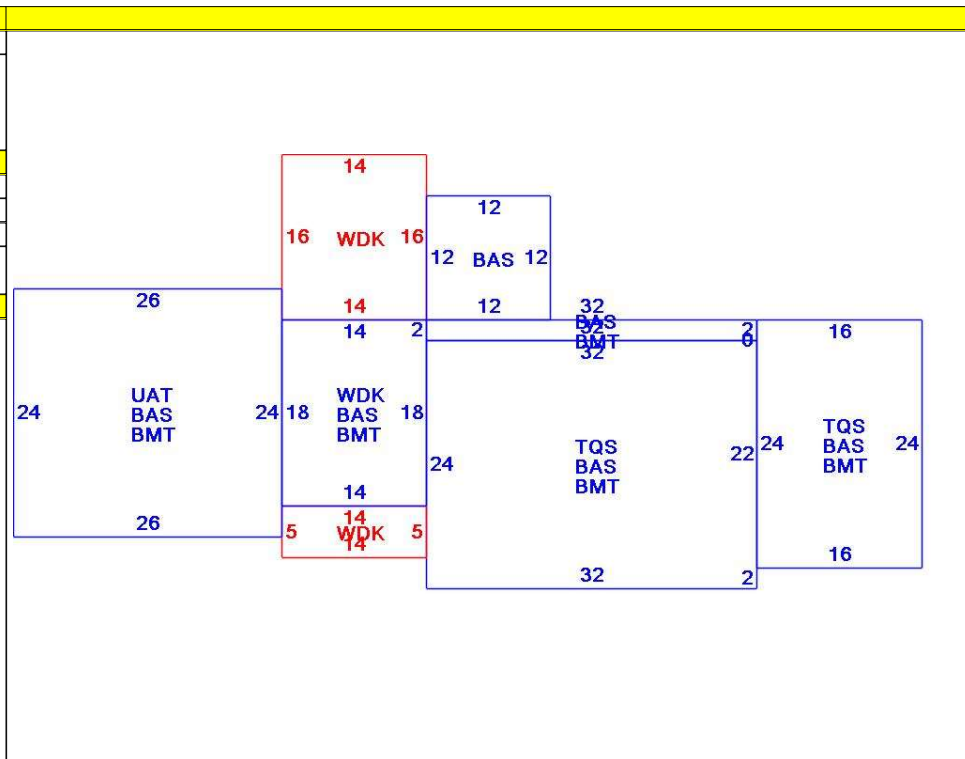 14
16 WDK 16
14
12
12 BAS 12
12
26
24 24
UAT
BAS
BMT
26
14 2
18 18
WDK
BAS
BMT
14
14
5 WDK 5
14
32
BAS 2
32
BMT 0
32
24 22
TQS
BAS
BMT
32 2
16
24 24
TQS
BAS
BMT
16